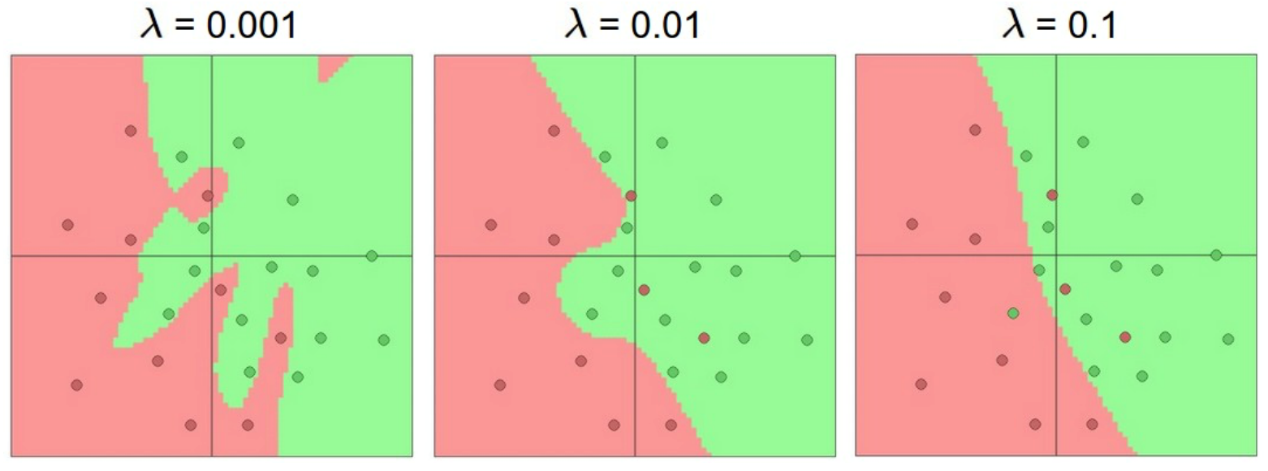 λ = 0.001
λ = 0.01
λ = 0.1